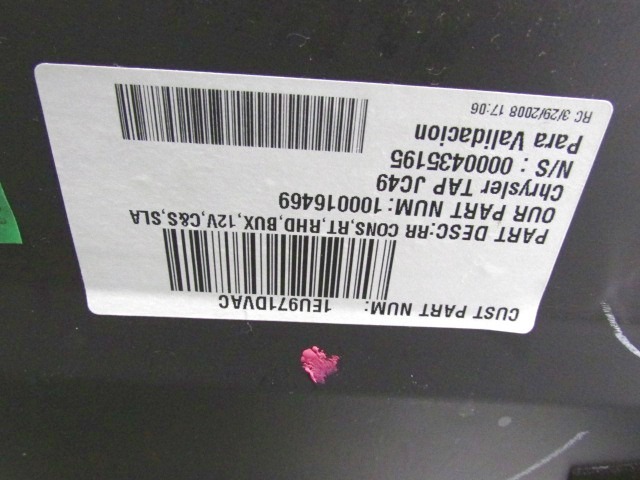 CUST PART NUM: 1EU971DVAC
PART DESC:RR CONS,RT,RHD,BUX,12V,C&S,SLA
OUR PART NUM:100016469
Chrysler TAP JC49
N/S : 0000435195
Para Validacion
RC 3/29/2008 17:06